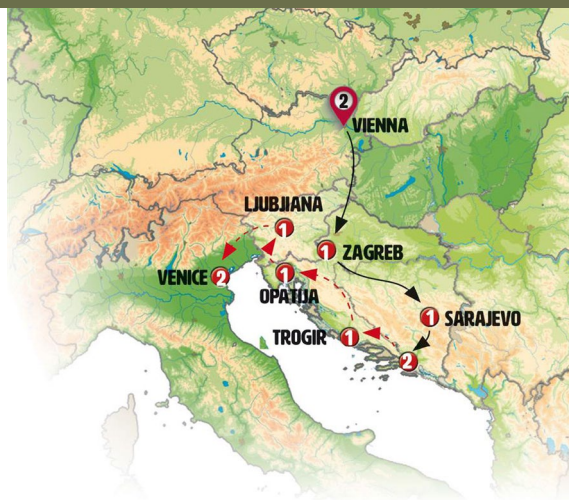 2
VIENNA
LJUBJIANA
1
1
ZAGREB
VENICE
2
1
OPATIJA
1
SARAJEVO
TROGIR
1
2